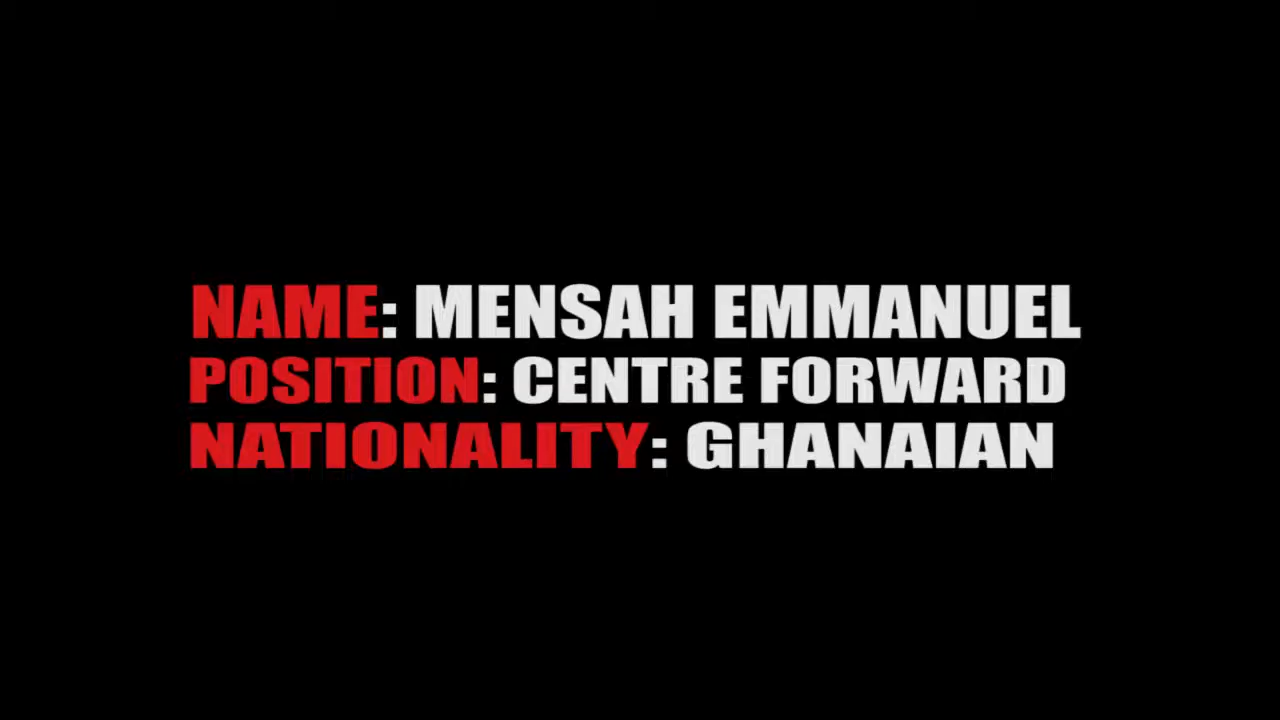 NAME: MENSAH EMMANUEL
POSITION: CENTRE FORWARD
NATIONALITY: GHANAIAN